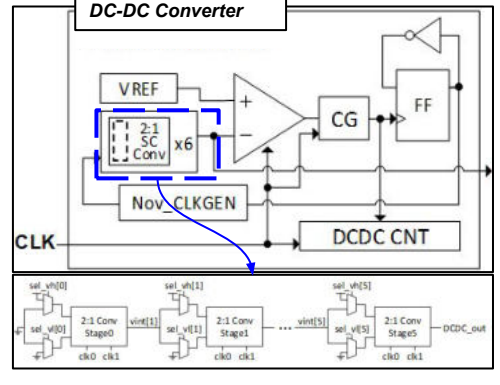 DC-DC Converter
VREF
2:1
SC
Conv
x6
+
−
CG
FF
Nov_CLKGEN
CLK
DCDC CNT
sel_vh[0]
sel_vh[1]
sel_vh[5]
sel_vl[0]
2:1 Conv
Stage0
vint[1]
sel_vl[1]
2:1 Conv
Stage1
...
vint[5]
sel_vl[5]
2:1 Conv
Stage5
DCDC_out
clk0 clk1
clk0 clk1
clk0 clk1